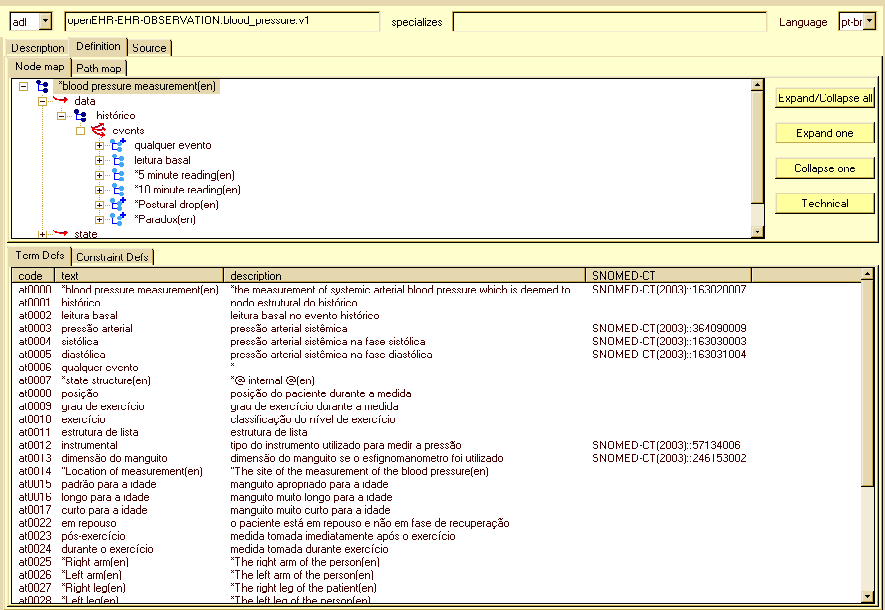 adl openEHR-EHR-OBSERVATION.blood_pressure.v1 specializes Language pt-br
Description Definition Source
Node map Path map
*blood pressure measurement(en)
data
histórico
events
qualquer evento
leitura basal
*5 minute reading(en)
*10 minute reading(en)
*Postural drop(en)
*Paradox(en)
state
Expand/Collapse all
Expand one
Collapse one
Technical
Term Defs Constraint Defs
code text description SNOMED-CT
at0000 *blood pressure measurement(en) *the measurement of systemic arterial blood pressure which is deemed to SNOMED-CT(2003)::163020007
at0001 histórico nodo estrutural do histórico
at0002 leitura basal leitura basal no evento histórico
at0003 pressão arterial pressão arterial sistêmica SNOMED-CT(2003)::364090009
at0004 sistólica pressão arterial sistêmica na fase sistólica SNOMED-CT(2003)::163030003
at0005 diastólica pressão arterial sistêmica na fase diastólica SNOMED-CT(2003)::163031004
at0006 qualquer evento *
at0007 *state structure(en) *@ internal @(en)
at0008 posição posição do paciente durante a medida
at0009 grau de exercício grau de exercício durante a medida
at0010 exercício classificação do nível de exercício
at0011 estrutura de lista estrutura de lista
at0012 instrumental tipo do instrumento utilizado para medir a pressão SNOMED-CT(2003)::57134006
at0013 dimensão do manguito dimensão do manguito se o esfignomanometro foi utilizado SNOMED-CT(2003)::246153002
at0014 *Location of measurement(en) *The site of the measurement of the blood pressure(en)
at0015 padrão para a idade manguito apropriado para a idade
at0016 longo para a idade manguito muito longo para a idade
at0017 curto para a idade manguito muito curto para a idade
at0022 em repouso o paciente está em repouso e não em fase de recuperação
at0023 pós-exercício medida tomada imediatamente após o exercício
at0024 durante o exercício medida tomada durante exercício
at0025 *Right arm(en) *The right arm of the person(en)
at0026 *Left arm(en) *The left arm of the person(en)
at0027 *Right leg(en) *The right leg of the patient(en)
at0028 *Left leg(en) *The left leg of the person(en)